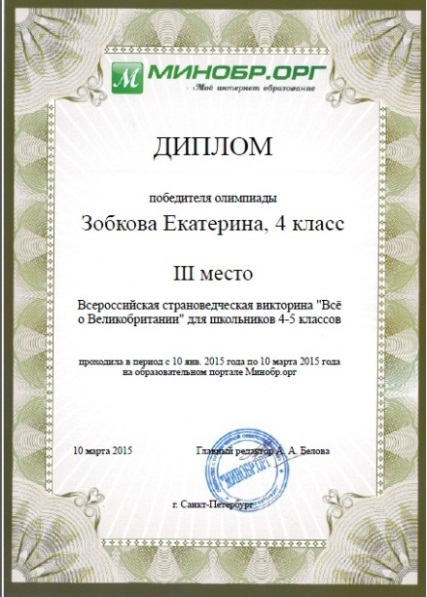 М МИНОБР.ОРГ
Моё интернет образование
ДИПЛОМ
победителя олимпиады
Зобкова Екатерина, 4 класс
III место
Всероссийская страноведческая викторина "Всё
о Великобритании" для школьников 4-5 классов
проходила в период с 10 янв. 2015 года по 10 марта 2015 года
на образовательном портале Минобр.орг
10 марта 2015
Главный редактор А. А. Белова
"МИНОБР.ОРГ"
г. Санкт-Петербург